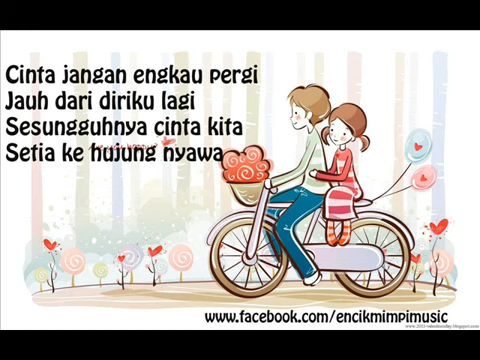 Cinta jangan engkau pergi
Jauh dari diriku lagi
Sesungguhnya cinta kita
Setia ke hujung nyawa
www.facebook.com/encikmimpimusic